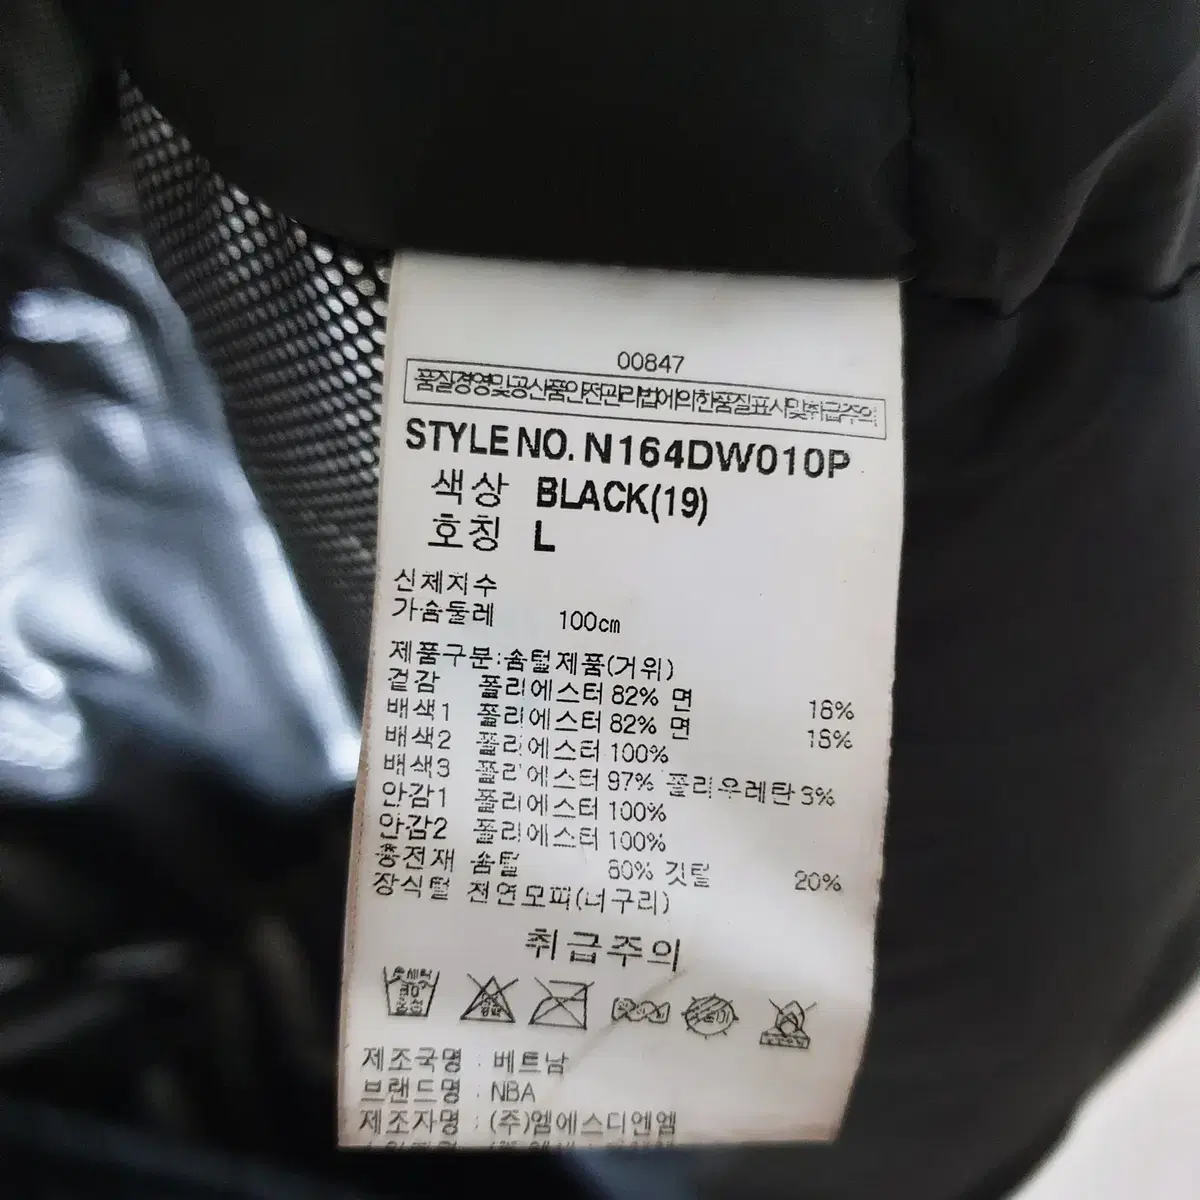 00847
품질경영및공산품안전관리법에의한품질표시및취급주의
STYLE NO. N164DW010P
색상 BLACK(19)
호칭 L
신체치수
가슴둘레 100cm
제품구분:솜털제품(거위)
겉감 폴리에스터 82% 면 18%
배색1 폴리에스터 82% 면 18%
배색2 폴리에스터 100%
배색3 폴리에스터 97% 폴리우레탄 3%
안감1 폴리에스터 100%
안감2 폴리에스터 100%
충전재 솜털 80% 깃털 20%
장식털 천연모피(너구리)
취급주의
손세탁
30°
중성
제조국명 : 베트남
브랜드명 : NBA
제조자명 : (주)엠에스디엔엠